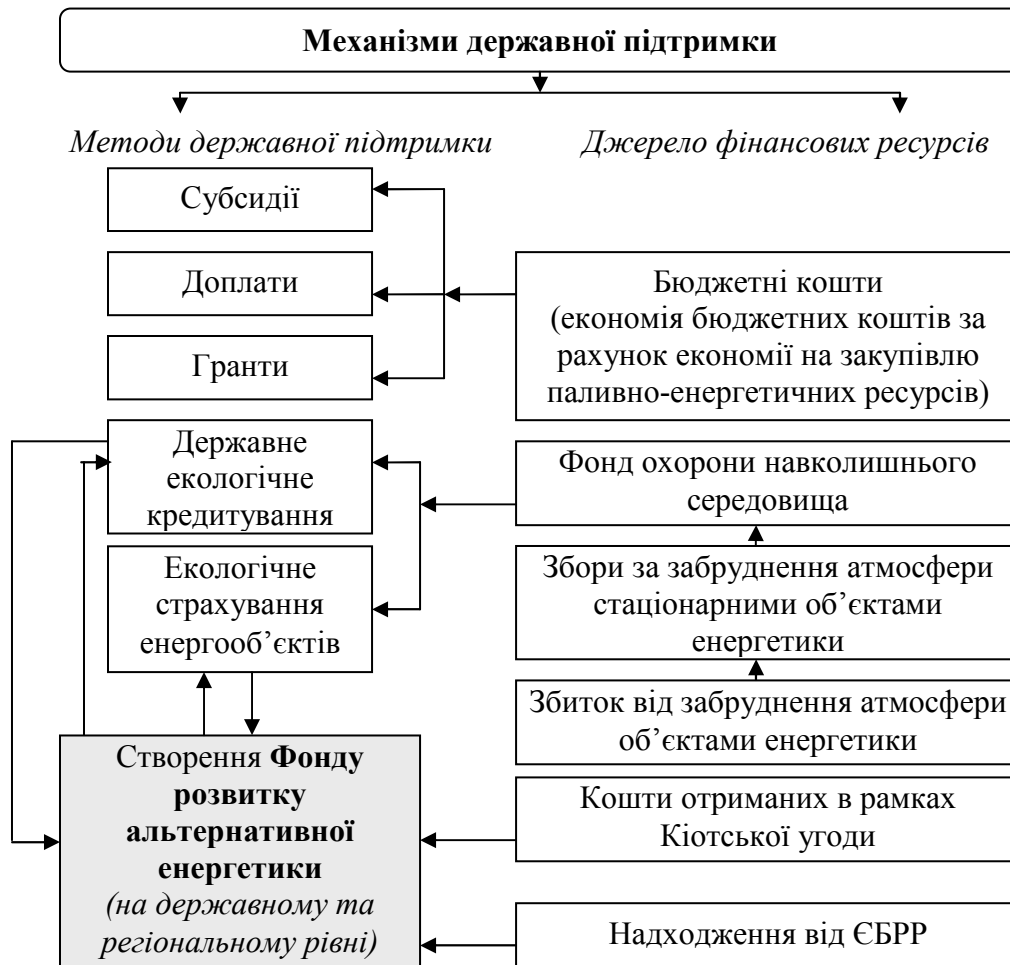 Механізми державної підтримки
Методи державної підтримки
Джерело фінансових ресурсів
Субсидії
Доплати
Гранти
Державне
екологічне
кредитування
Екологічне
страхування
енергооб’єктів
Створення Фонду
розвитку
альтернативної
енергетики
(на державному та
регіональному рівні)
Бюджетні кошти
(економія бюджетних коштів за
рахунок економії на закупівлю
паливно-енергетичних ресурсів)
Фонд охорони навколишнього
середовища
Збори за забруднення атмосфери
стаціонарними об’єктами
енергетики
Збиток від забруднення атмосфери
об’єктами енергетики
Кошти отриманих в рамках
Кіотської угоди
Надходження від ЄБРР